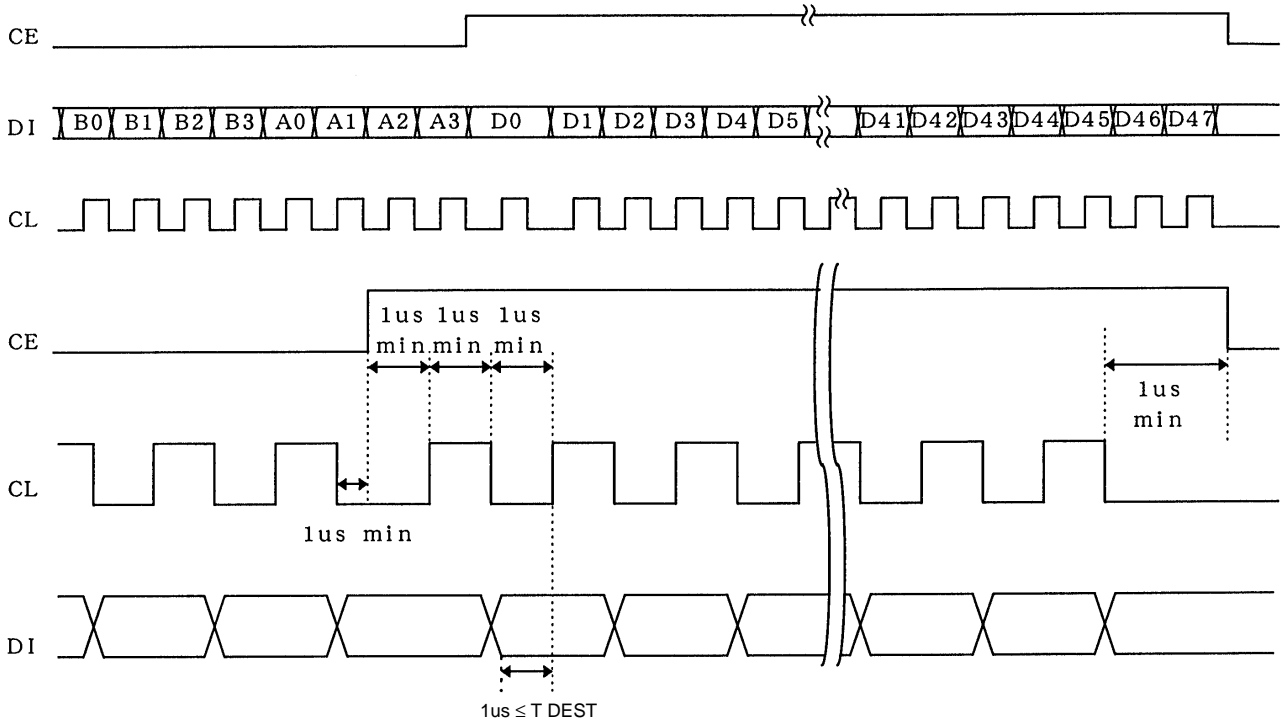 CE
DI B0 B1 B2 B3 A0 A1 A2 A3 D0 D1 D2 D3 D4 D5 D41 D42 D43 D44 D45 D46 D47
CL
CE
1us 1us 1us
min min min
1us
min
CL
1us min
DI
1us ≤ T DEST